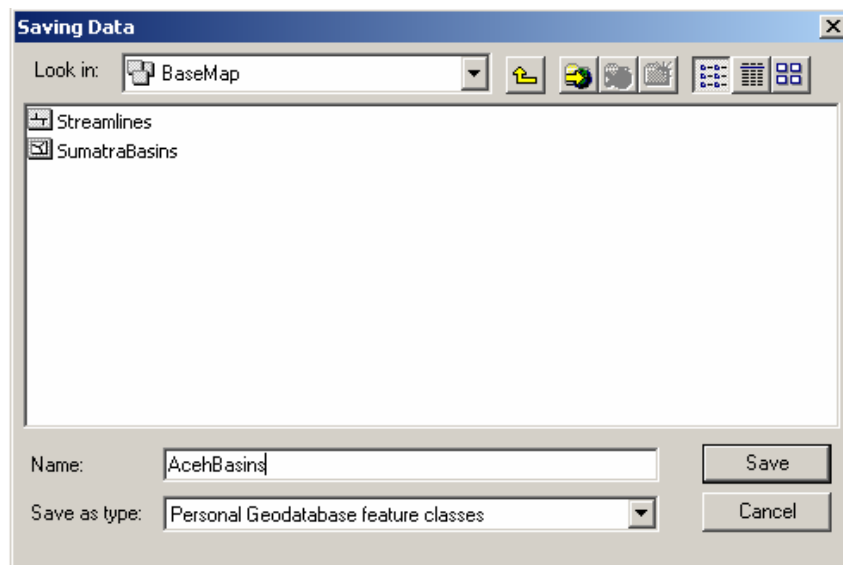 Saving Data
Look in: BaseMap
Streamlines
SumatraBasins
Name: AcehBasins Save
Save as type: Personal Geodatabase feature classes Cancel